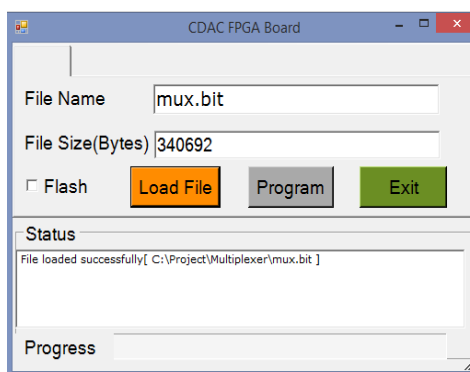 CDAC FPGA Board
File Name mux.bit
File Size(Bytes) 340692
Flash Load File Program Exit
Status
File loaded successfully[ C:\Project\Multiplexer\mux.bit ]
Progress